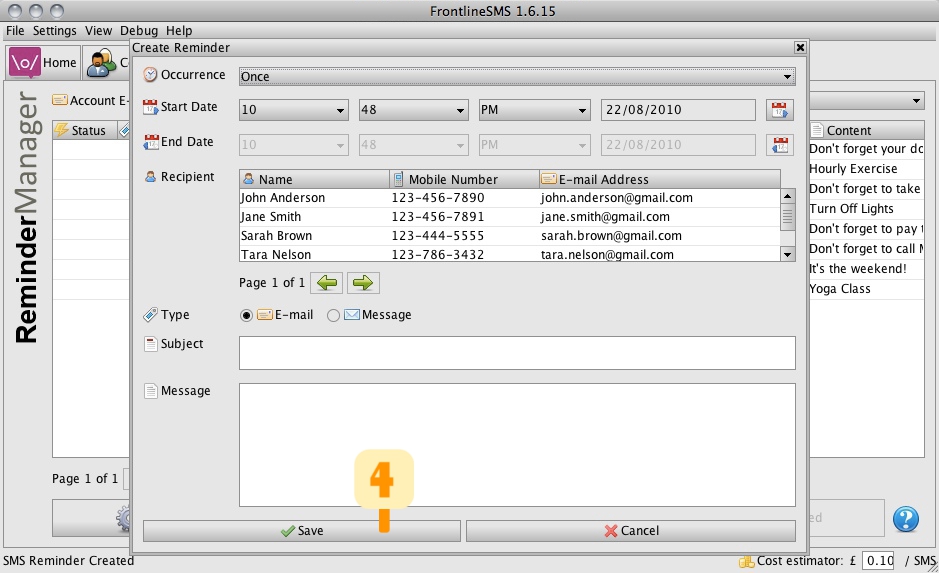 FrontlineSMS 1.6.15
File Settings View Debug Help
Create Reminder
\o/ Home C
ReminderManager
Account E-
Status
Occurrence Once
Start Date 10 48 PM 22/08/2010
End Date 10 48 PM 22/08/2010
Recipient
Name Mobile Number E-mail Address
John Anderson 123-456-7890 john.anderson@gmail.com
Jane Smith 123-456-7891 jane.smith@gmail.com
Sarah Brown 123-444-5555 sarah.brown@gmail.com
Tara Nelson 123-786-3432 tara.nelson@gmail.com
Page 1 of 1
Type E-mail Message
Subject
Message
4
Save Cancel
Content
Don't forget your do
Hourly Exercise
Don't forget to take
Turn Off Lights
Don't forget to pay t
Don't forget to call M
It's the weekend!
Yoga Class
Page 1 of 1
ed
?
SMS Reminder Created
Cost estimator: £ 0.10 / SMS